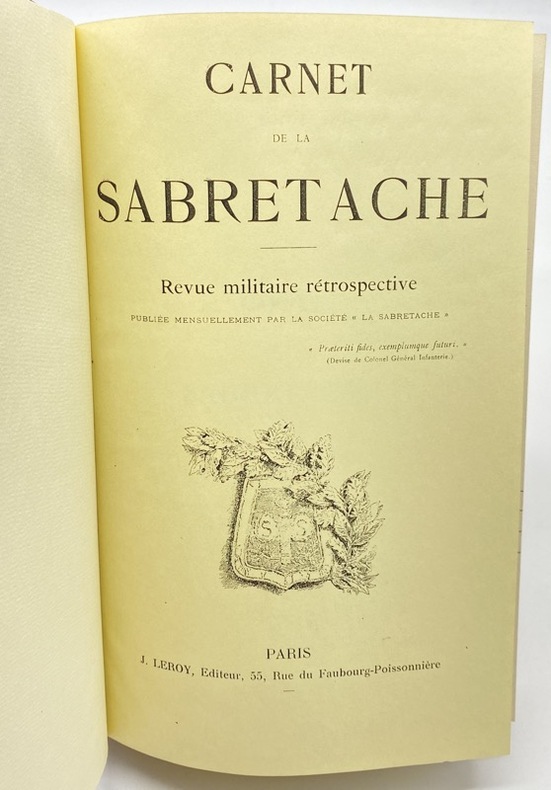 CARNET
DE LA
SABRETACHE
Revue militaire rétrospective
PUBLIÉE MENSUELLEMENT PAR LA SOCIÉTÉ « LA SABRETACHE »
« Præteriti fides, exemplumque futuri. »
(Devise de Colonel Général Infanterie.)
S S
PARIS
J. LEROY, Editeur, 55, Rue du Faubourg-Poissonnière